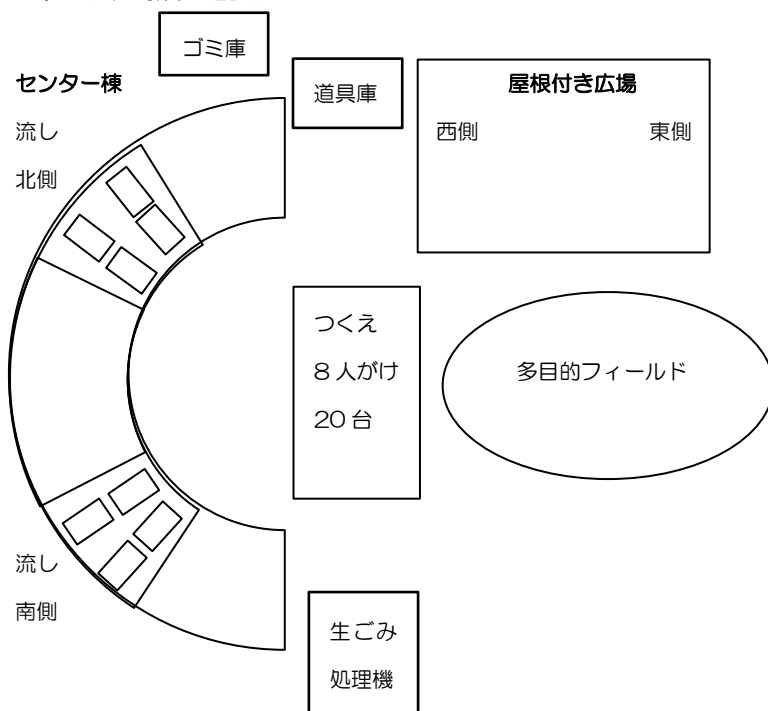 ゴミ庫
センター棟
道具庫
屋根付き広場
流し
西側
東側
北側
つくえ
8人がけ
20台
多目的フィールド
流し
南側
生ごみ
処理機